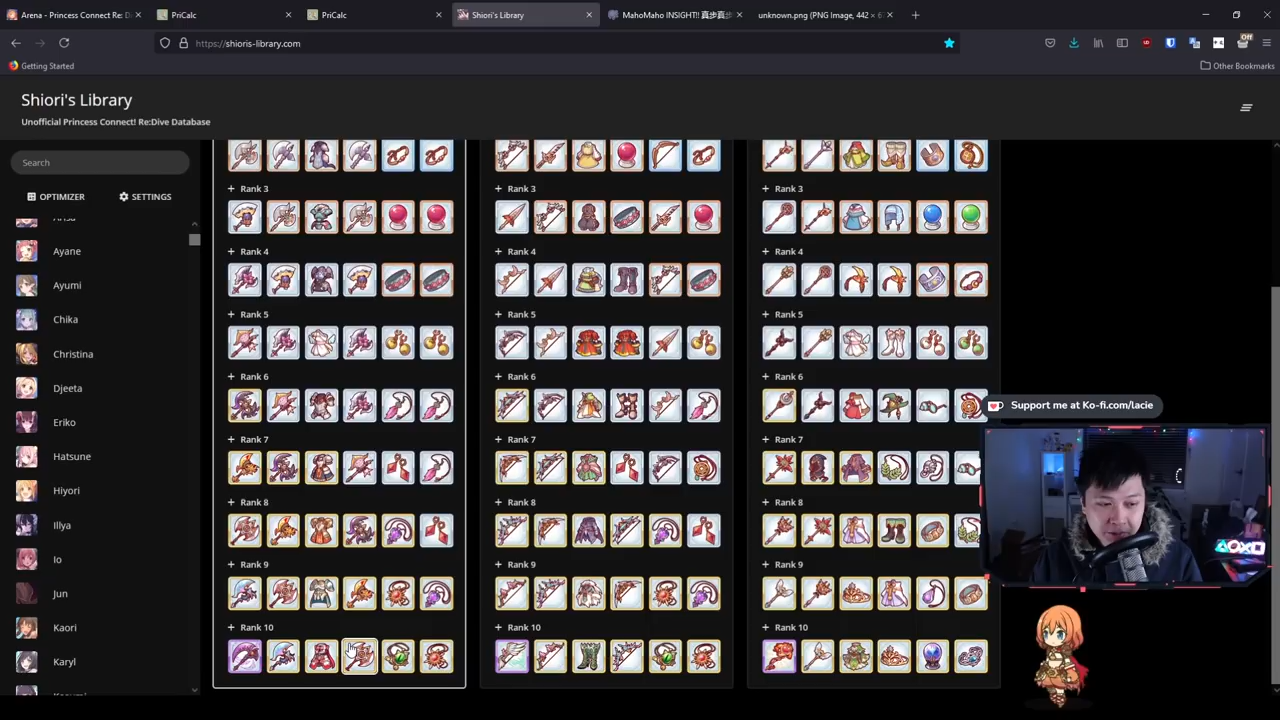 Arena - Princess Connect Re: D
PriCalc
PriCalc
Shiori's Library
MahoMaho INSIGHT!! 真步真步
unknown.png (PNG Image, 442 × 6
https://shioris-library.com
Off
Getting Started
Other Bookmarks
Shiori's Library
Unofficial Princess Connect! Re:Dive Database
Search
OPTIMIZER
SETTINGS
Ayane
Ayumi
Chika
Christina
Djeeta
Eriko
Hatsune
Hiyori
Illya
Io
Jun
Kaori
Karyl
+ Rank 3
+ Rank 4
+ Rank 5
+ Rank 6
+ Rank 7
+ Rank 8
+ Rank 9
+ Rank 10
+ Rank 3
+ Rank 4
+ Rank 5
+ Rank 6
+ Rank 7
+ Rank 8
+ Rank 9
+ Rank 10
+ Rank 3
+ Rank 4
+ Rank 5
+ Rank 6
+ Rank 7
+ Rank 8
+ Rank 9
+ Rank 10
Support me at Ko-fi.com/lacie